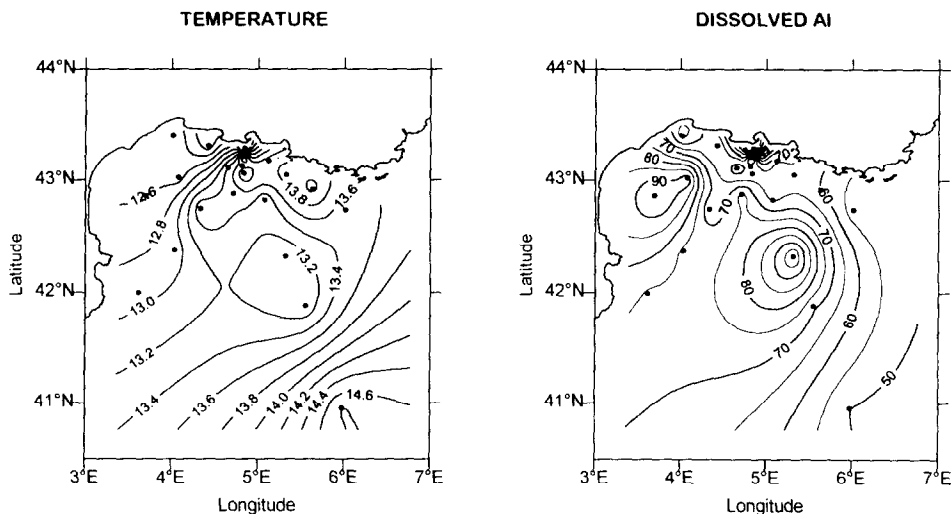 TEMPERATURE
44°N
43°N
42°N
41°N
Latitude
3°E 4°E 5°E 6°E 7°E
Longitude
12.6
12.8
13.0
13.2
13.4
13.6
13.8
14.0
14.2
14.4
14.6
13.2
13.4
13.6
13.8
DISSOLVED Al
44°N
43°N
42°N
41°N
Latitude
3°E 4°E 5°E 6°E 7°E
Longitude
70
80
90
70
70
60
70
80
60
70
50